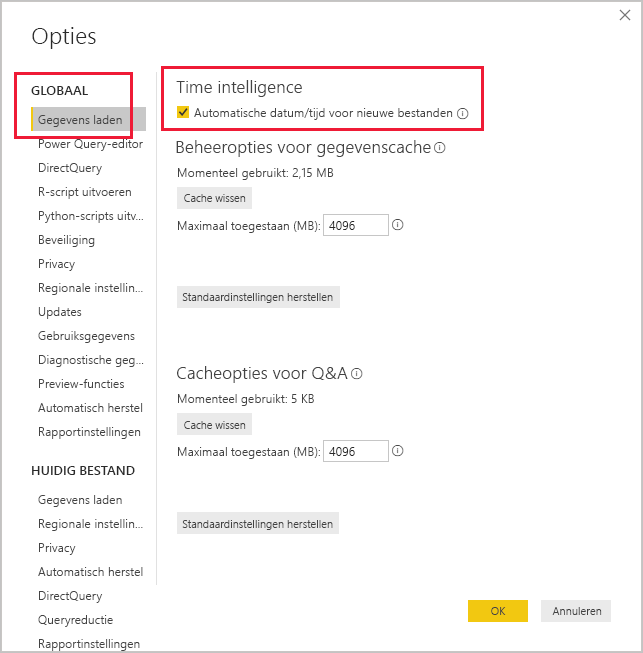 Opties
GLOBAAL
Gegevens laden
Power Query-editor
DirectQuery
R-script uitvoeren
Python-scripts uitv...
Beveiliging
Privacy
Regionale instellin...
Updates
Gebruiksgegevens
Diagnostische geg...
Preview-functies
Automatisch herstel
Rapportinstellingen
HUIDIG BESTAND
Gegevens laden
Regionale instellin...
Privacy
Automatisch herstel
DirectQuery
Queryreductie
Rapportinstellingen
Time intelligence
Automatische datum/tijd voor nieuwe bestanden
Beheeropties voor gegevenscache
Momenteel gebruikt: 2,15 MB
Cache wissen
Maximaal toegestaan (MB): 4096
Standaardinstellingen herstellen
Cacheopties voor Q&A
Momenteel gebruikt: 5 KB
Cache wissen
Maximaal toegestaan (MB): 4096
Standaardinstellingen herstellen
OK Annuleren